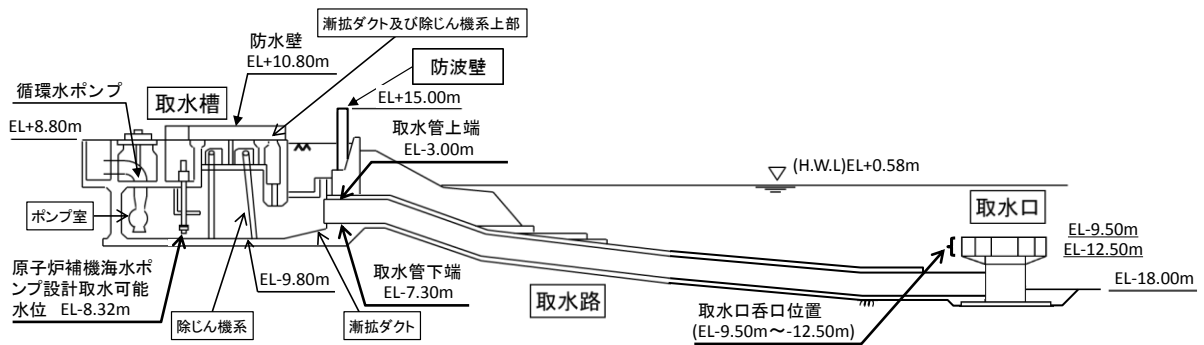 漸拡ダクト及び除じん機系上部
防水壁
EL+10.80m
防波壁
循環水ポンプ
取水槽
EL+15.00m
EL+8.80m
取水管上端
EL-3.00m
(H.W.L)EL+0.58m
ポンプ室
取水口
EL-9.50m
EL-12.50m
原子炉補機海水ポ
ンプ設計取水可能
水位 EL-8.32m
EL-9.80m
取水管下端
EL-7.30m
EL-18.00m
取水路
取水口呑口位置
(EL-9.50m～-12.50m)
除じん機系
漸拡ダクト